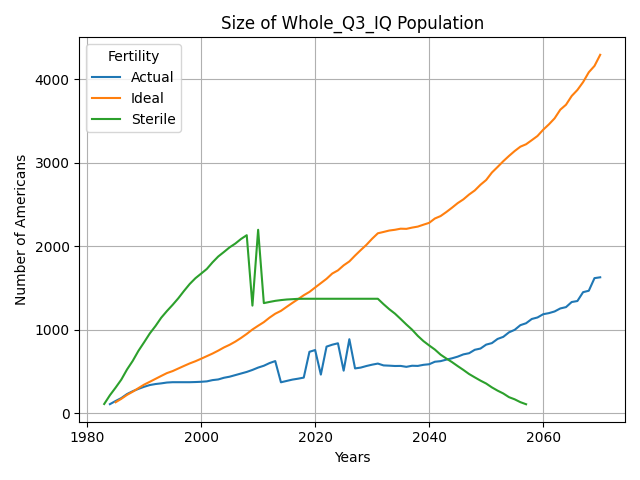 Size of Whole_Q3_IQ Population
Fertility
Actual
Ideal
Sterile
Number of Americans
4000
3000
2000
1000
0
1980
2000
2020
2040
2060
Years